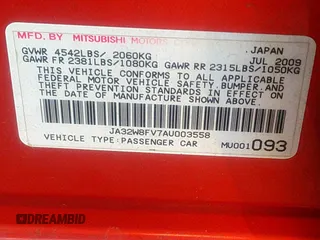 MFD. BY MITSUBISHI MOTORS JAPAN
GVWR 4542LBS/ 2060KG JUL 2009
GAWR FR 2381LBS/1080KG GAWR RR 2315LBS/1050KG
THIS VEHICLE CONFORMS TO ALL APPLICABLE
FEDERAL MOTOR VEHICLE SAFETY, BUMPER, AND
THEFT PREVENTION STANDARDS IN EFFECT ON
THE DATE OF MANUFACTURE SHOWN ABOVE.
JA32W8FV7AU003558
VEHICLE TYPE:PASSENGER CAR MU001 093
DREAMBID